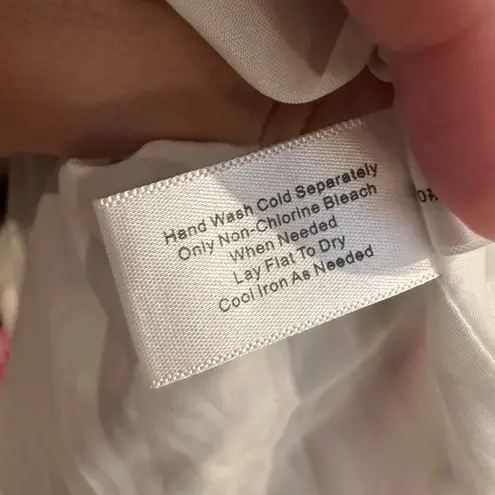 Hand Wash Cold Separately
Only Non-Chlorine Bleach
When Needed
Lay Flat To Dry
Cool Iron As Needed